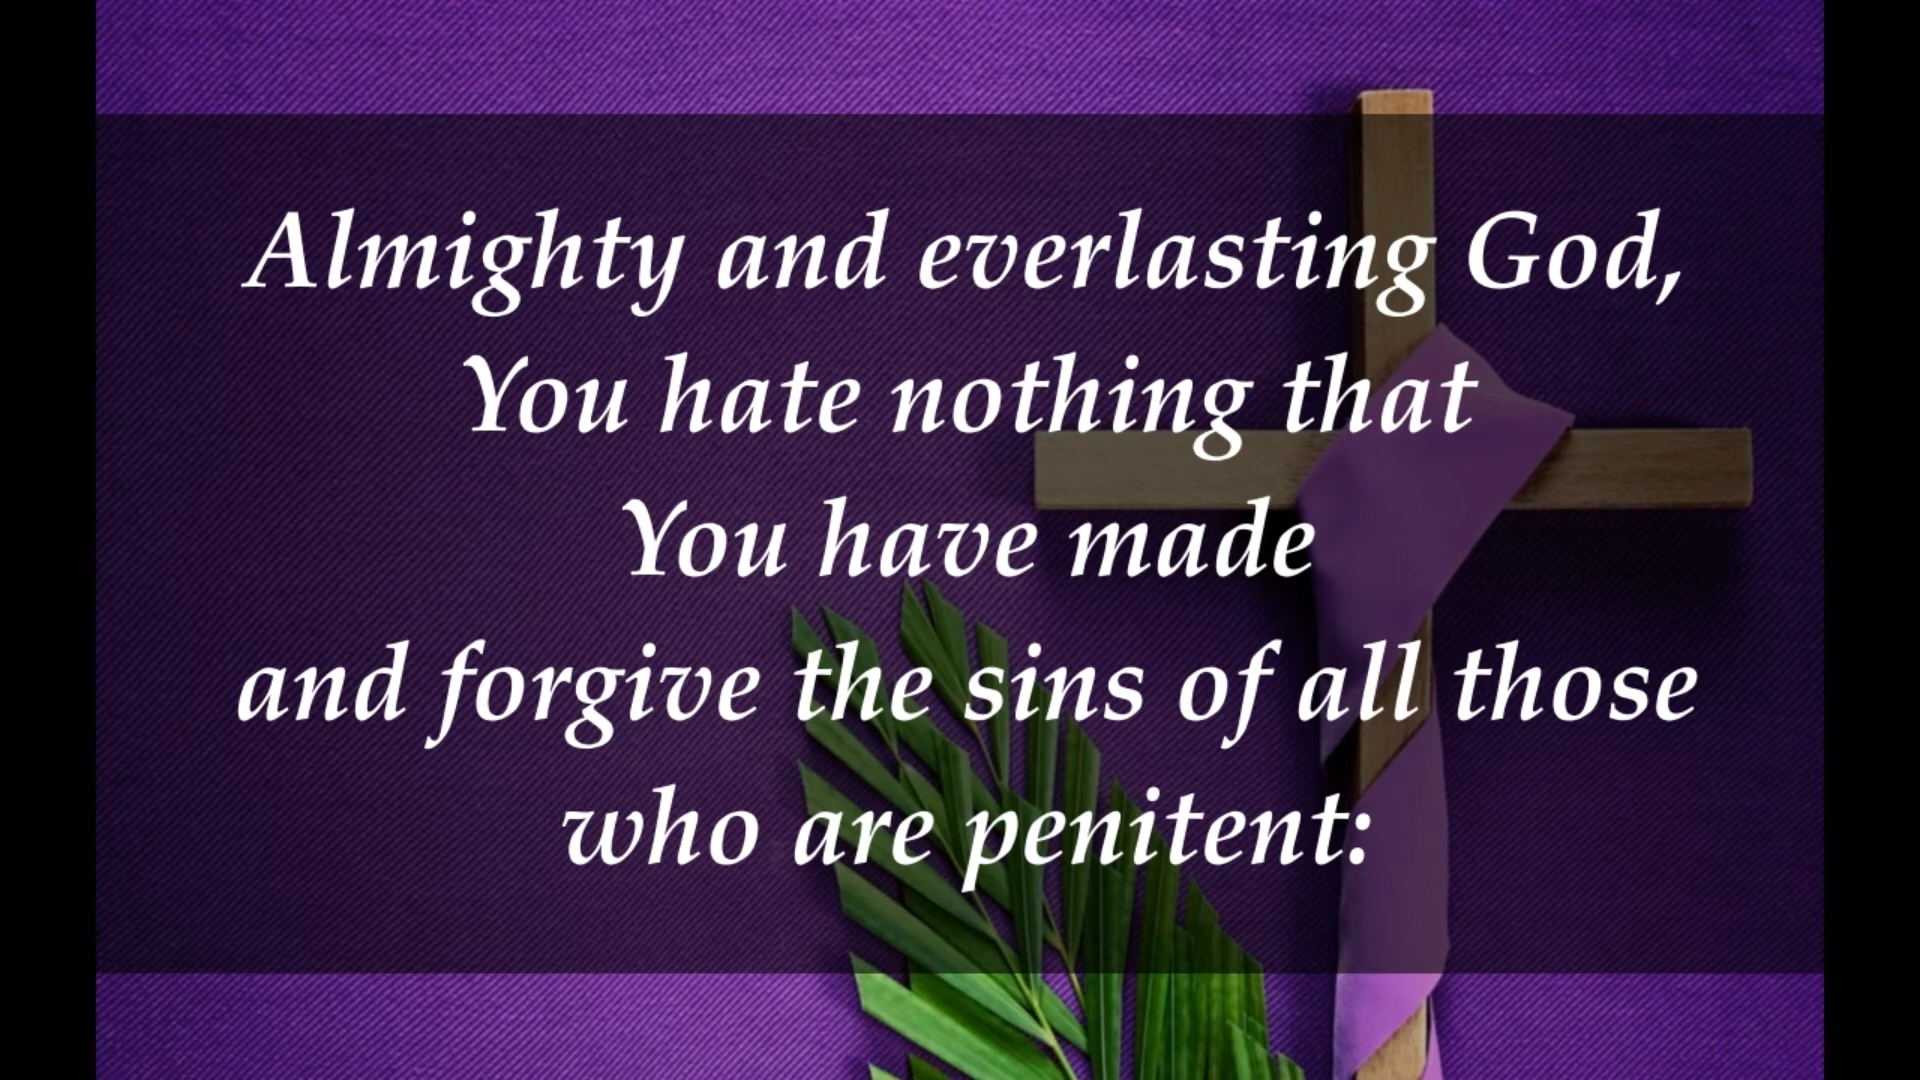 Almighty and everlasting God,
You hate nothing that
You have made
and forgive the sins of all those
who are penitent: